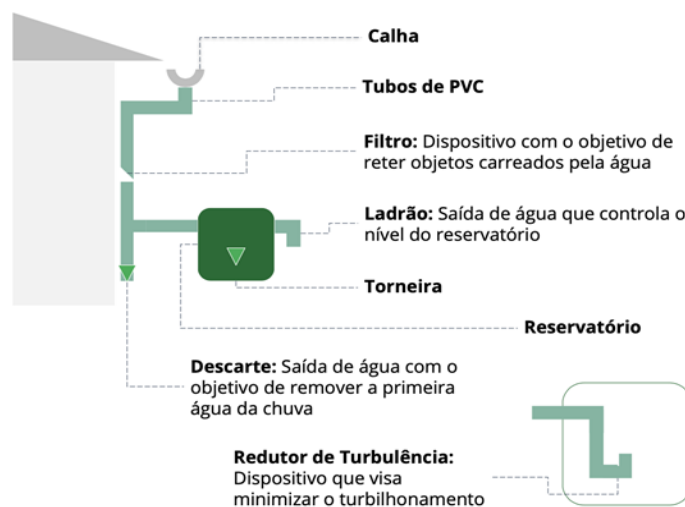 Calha
Tubos de PVC
Filtro: Dispositivo com o objetivo de
reter objetos carreados pela água
Ladrão: Saída de água que controla o
nível do reservatório
Torneira
Reservatório
Descarte: Saída de água com o
objetivo de remover a primeira
água da chuva
Redutor de Turbulência:
Dispositivo que visa
minimizar o turbilhonamento